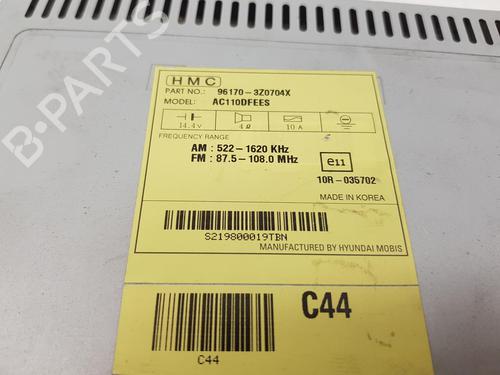 B-PARTS
HMC
PART NO.: 96170-3Z0704X
MODEL: AC110DFEES
14.4v 4Ω 10 A
FREQUENCY RANGE
AM : 522-1620 KHz
FM : 87.5-108.0 MHz
e11
10R-035702
MADE IN KOREA
S219800019TBN
MANUFACTURED BY HYUNDAI MOBIS
C44
C44